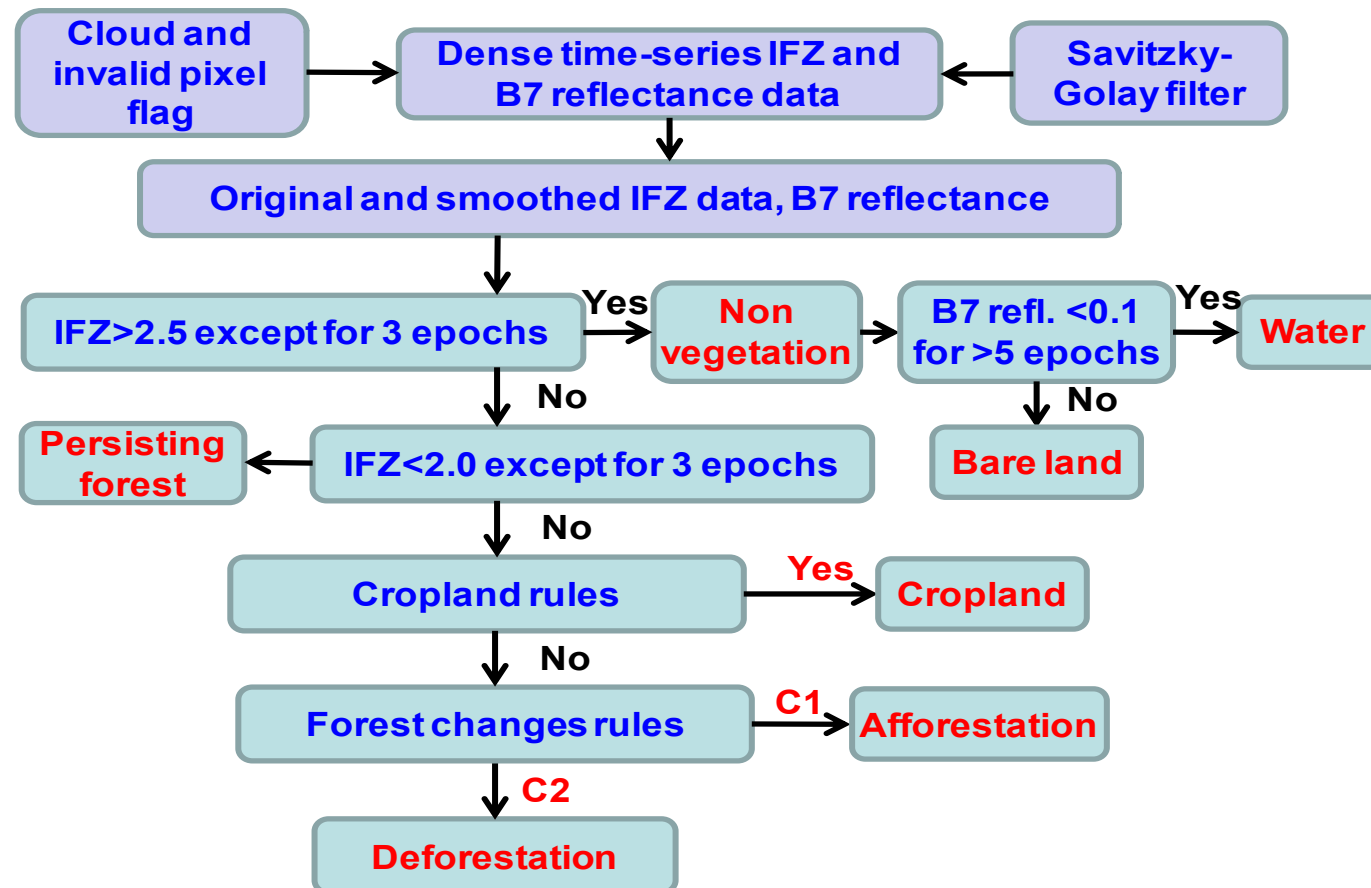 Cloud and
invalid pixel
flag
Dense time-series IFZ and
B7 reflectance data
Savitzky-
Golay filter
Original and smoothed IFZ data, B7 reflectance
IFZ>2.5 except for 3 epochs
Yes
Non
vegetation
B7 refl. <0.1
for >5 epochs
Yes
Water
No
No
Bare land
Persisting
forest
IFZ<2.0 except for 3 epochs
No
Cropland rules
Yes
Cropland
No
Forest changes rules
C1
Afforestation
C2
Deforestation